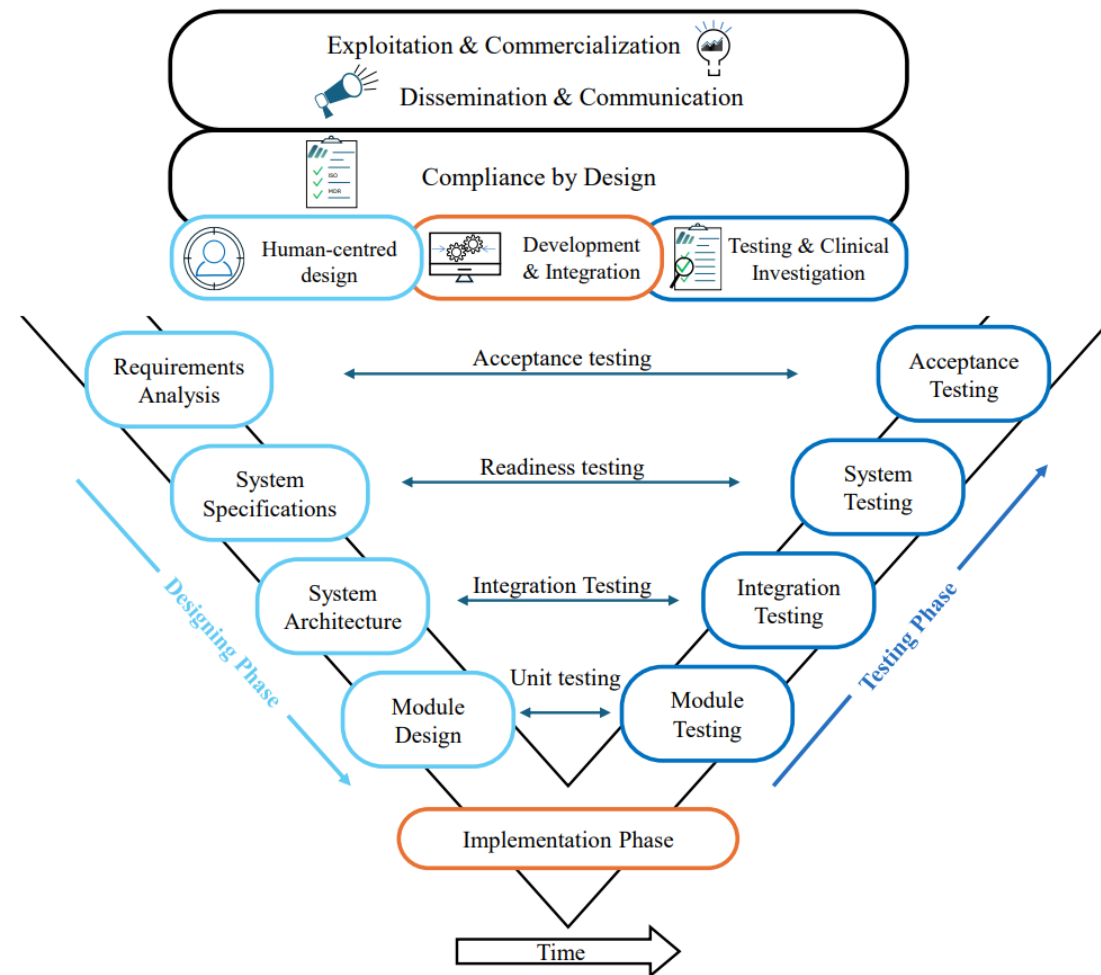 Exploitation & Commercialization
Dissemination & Communication
ISO
MDR
Compliance by Design
Human-centred
design
Development
& Integration
Testing & Clinical
Investigation
Requirements
Analysis
Acceptance testing
Acceptance
Testing
System
Specifications
Readiness testing
System
Testing
System
Architecture
Integration Testing
Integration
Testing
Designing Phase
Testing Phase
Module
Design
Unit testing
Module
Testing
Implementation Phase
Time